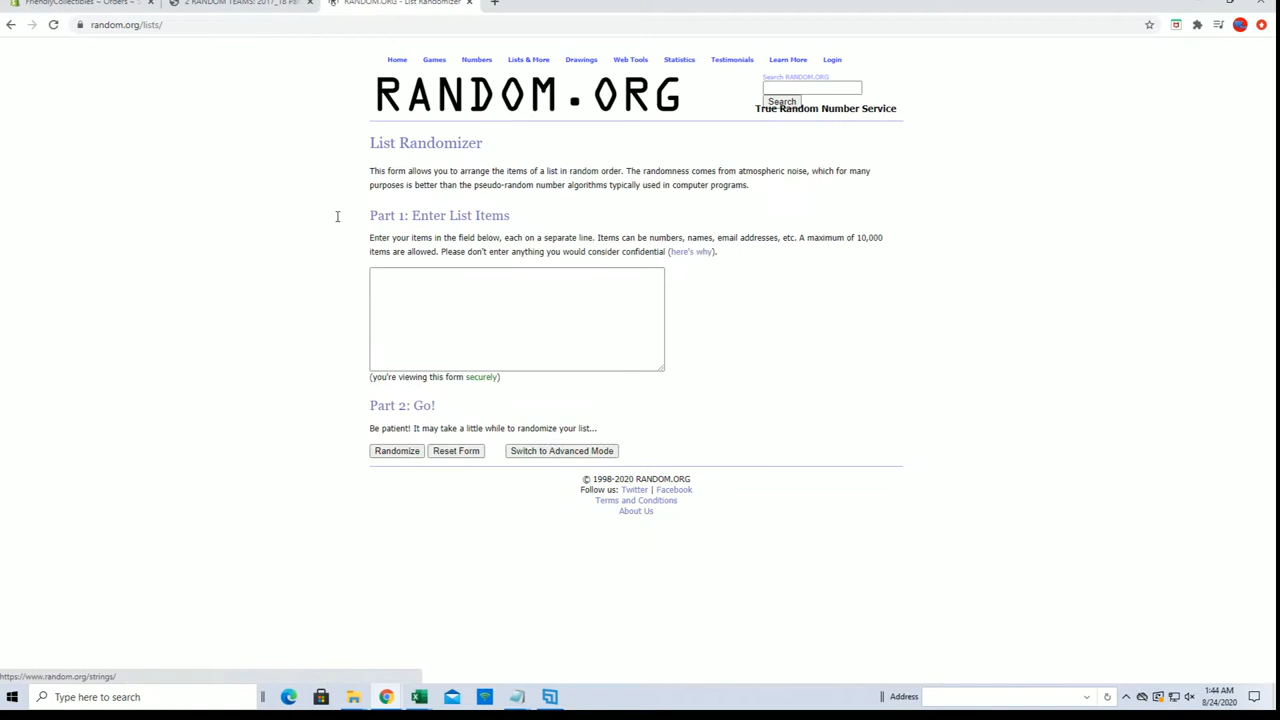 FriendlyCollectibles ~ Orders ~ S
2 RANDOM TEAMS: 2017_18 Pa
RANDOM.ORG - List Randomizer
random.org/lists/
Home Games Numbers Lists & More Drawings Web Tools Statistics Testimonials Learn More Login
RANDOM.ORG
Search RANDOM.ORG
Search
True Random Number Service
List Randomizer
This form allows you to arrange the items of a list in random order. The randomness comes from atmospheric noise, which for many
purposes is better than the pseudo-random number algorithms typically used in computer programs.
Part 1: Enter List Items
Enter your items in the field below, each on a separate line. Items can be numbers, names, email addresses, etc. A maximum of 10,000
items are allowed. Please don't enter anything you would consider confidential (here's why).
(you're viewing this form securely)
Part 2: Go!
Be patient! It may take a little while to randomize your list...
Randomize Reset Form Switch to Advanced Mode
© 1998-2020 RANDOM.ORG
Follow us: Twitter | Facebook
Terms and Conditions
About Us
https://www.random.org/strings/
Type here to search
Address
1:44 AM
8/24/2020